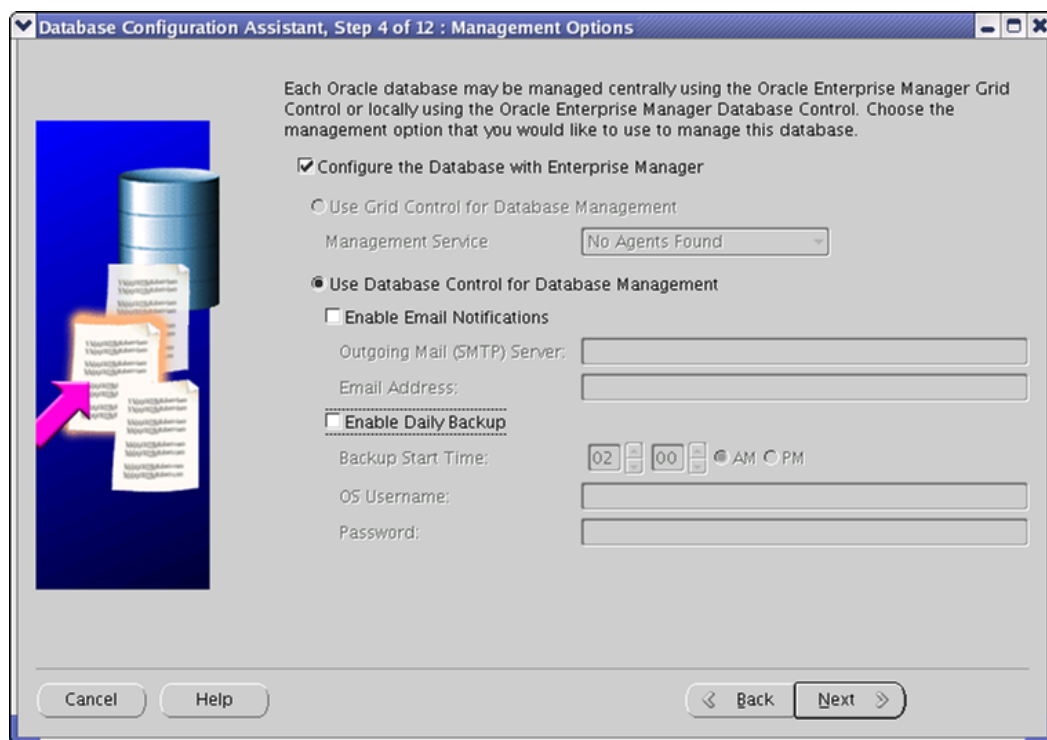 Database Configuration Assistant, Step 4 of 12 : Management Options
Each Oracle database may be managed centrally using the Oracle Enterprise Manager Grid
Control or locally using the Oracle Enterprise Manager Database Control. Choose the
management option that you would like to use to manage this database.
Configure the Database with Enterprise Manager
Use Grid Control for Database Management
Management Service No Agents Found
Use Database Control for Database Management
Enable Email Notifications
Outgoing Mail (SMTP) Server:
Email Address:
Enable Daily Backup
Backup Start Time: 02 00 AM PM
OS Username:
Password:
Cancel Help Back Next